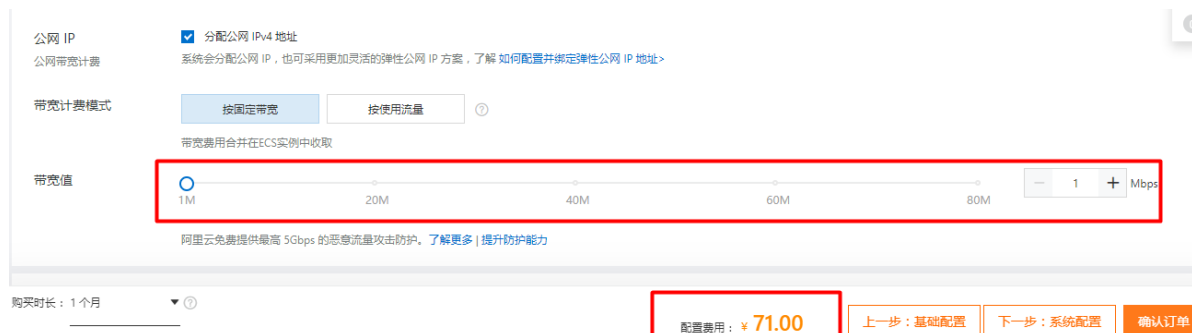 公网 IP
分配公网 IPv4 地址
公网带宽计费
系统会分配公网 IP，也可采用更加灵活的弹性公网 IP 方案，了解 如何配置并绑定弹性公网 IP 地址>
带宽计费模式
按固定带宽
按使用流量
带宽费用合并在ECS实例中收取
带宽值
1 Mbps
1M 20M 40M 60M 80M
阿里云免费提供最高 5Gbps 的恶意流量攻击防护。了解更多 | 提升防护能力
购买时长：1 个月
配置费用：¥ 71.00
上一步：基础配置
下一步：系统配置
确认订单